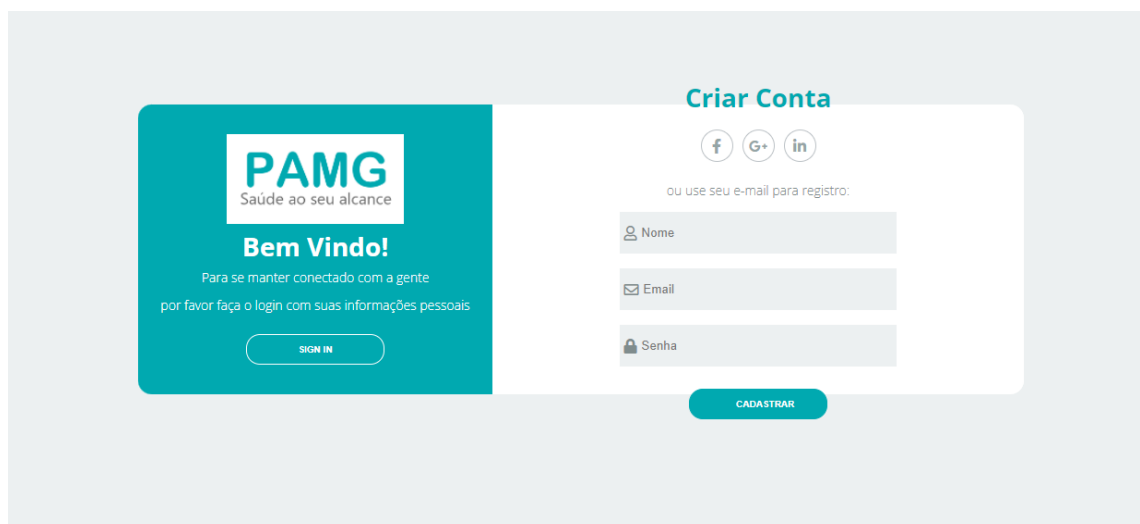 PAMG
Saúde ao seu alcance
Bem Vindo!
Para se manter conectado com a gente
por favor faça o login com suas informações pessoais
SIGN IN
Criar Conta
f G+ in
ou use seu e-mail para registro:
Nome
Email
Senha
CADASTRAR